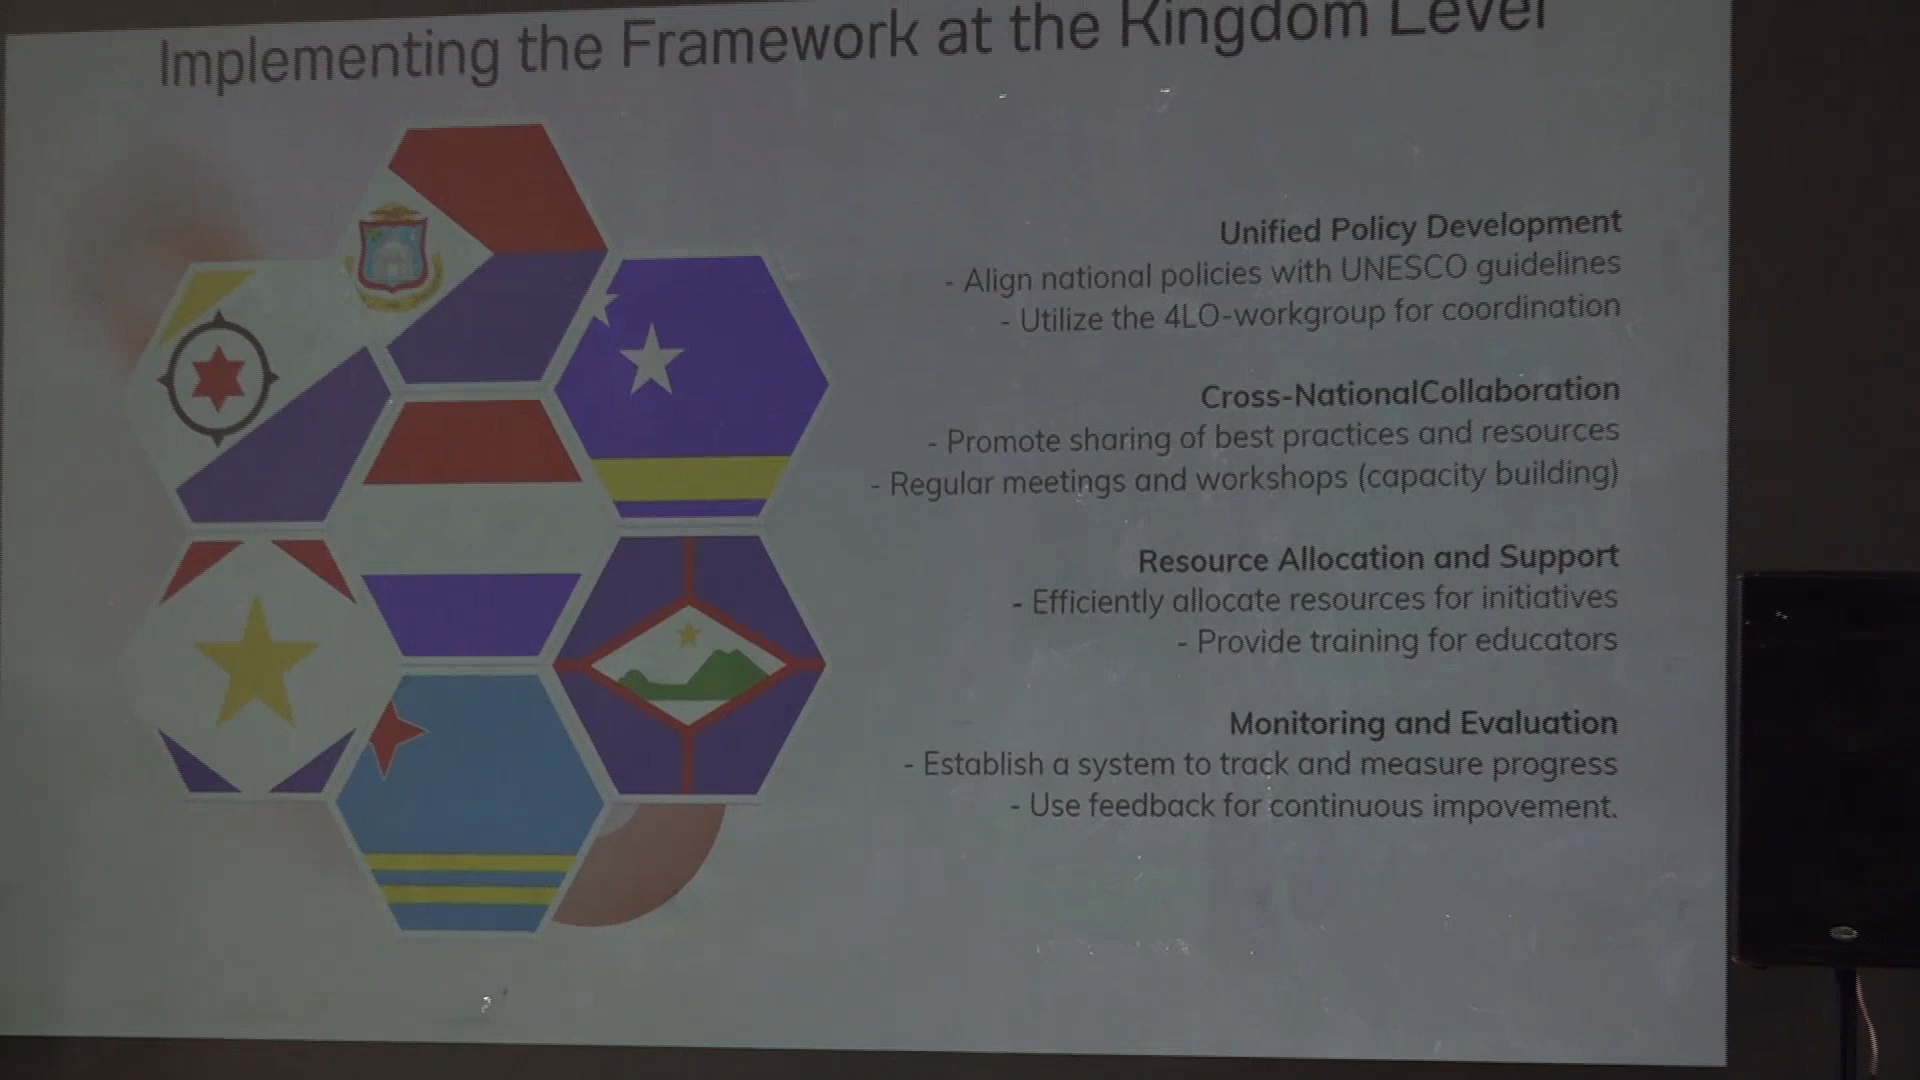 Implementing the Framework at the Kingdom Level
Unified Policy Development
- Align national policies with UNESCO guidelines
- Utilize the 4LO-workgroup for coordination
Cross-NationalCollaboration
- Promote sharing of best practices and resources
- Regular meetings and workshops (capacity building)
Resource Allocation and Support
- Efficiently allocate resources for initiatives
- Provide training for educators
Monitoring and Evaluation
- Establish a system to track and measure progress
- Use feedback for continuous impovement.